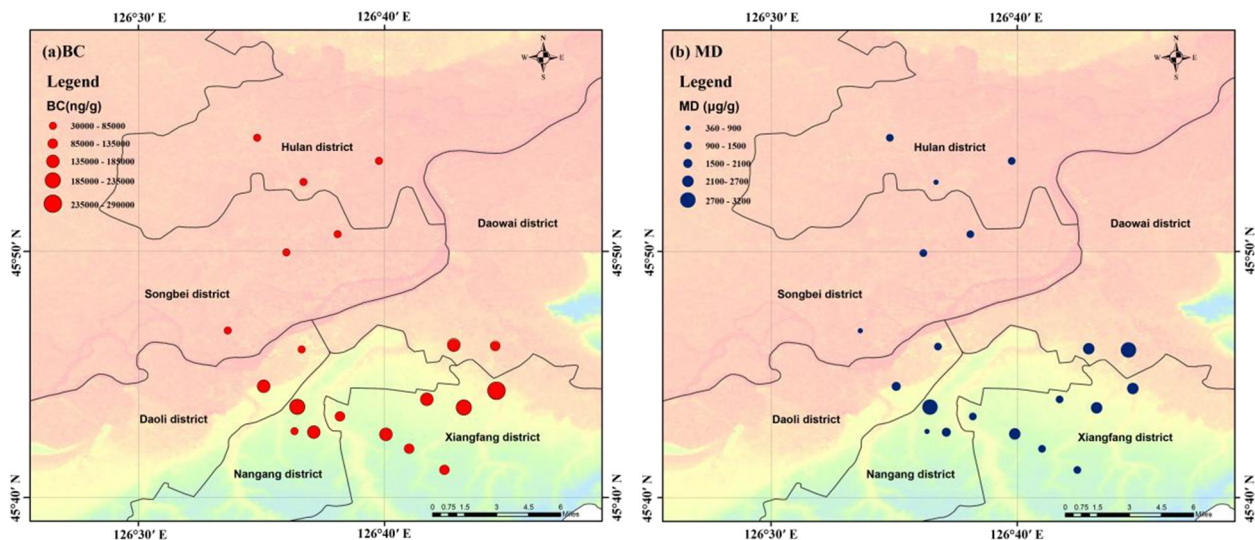 126°30′ E
126°40′ E
126°30′ E
126°40′ E
(a)BC
N
W
E
S
Legend
BC(ng/g)
30000 - 85000
85000 - 135000
135000 - 185000
185000 - 235000
235000 - 290000
Hulan district
Daowai district
45°50′ N
Songbei district
Daoli district
Xiangfang district
Nangang district
45°40′ N
0 0.75 1.5 3 4.5 6
Miles
(b) MD
N
W
E
S
Legend
MD (μg/g)
360 - 900
900 - 1500
1500 - 2100
2100- 2700
2700 - 3200
Hulan district
Daowai district
45°50′ N
45°50′ N
Songbei district
Daoli district
Xiangfang district
Nangang district
45°40′ N
45°40′ N
0 0.75 1.5 3 4.5 6
Miles